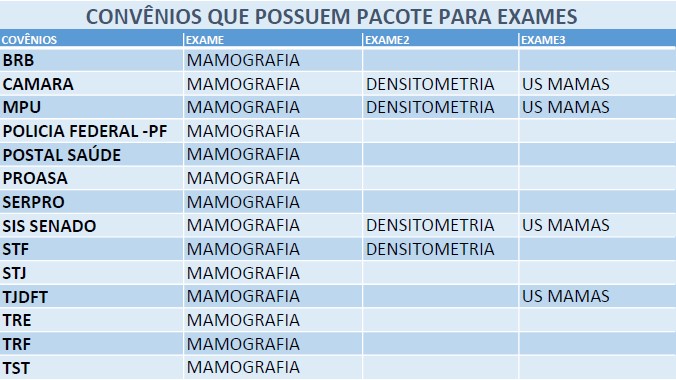 CONVÊNIOS QUE POSSUEM PACOTE PARA EXAMES
COVÊNIOS EXAME EXAME2 EXAME3
BRB MAMOGRAFIA
CAMARA MAMOGRAFIA DENSITOMETRIA US MAMAS
MPU MAMOGRAFIA DENSITOMETRIA US MAMAS
POLICIA FEDERAL -PF MAMOGRAFIA
POSTAL SAÚDE MAMOGRAFIA
PROASA MAMOGRAFIA
SERPRO MAMOGRAFIA
SIS SENADO MAMOGRAFIA DENSITOMETRIA US MAMAS
STF MAMOGRAFIA DENSITOMETRIA
STJ MAMOGRAFIA
TJDFT MAMOGRAFIA US MAMAS
TRE MAMOGRAFIA
TRF MAMOGRAFIA
TST MAMOGRAFIA